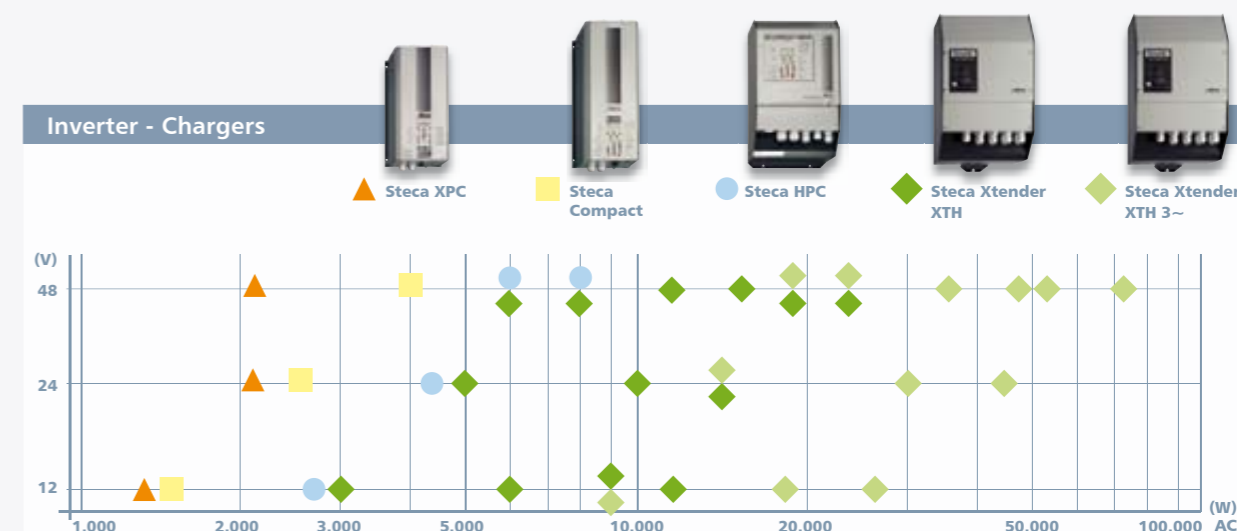 Inverter - Chargers
Steca XPC
Steca
Compact
Steca HPC
Steca Xtender
XTH
Steca Xtender
XTH 3~
(V)
48
24
12
(W)
1,000 2,000 3,000 5,000 10,000 20,000 50,000 100,000 AC